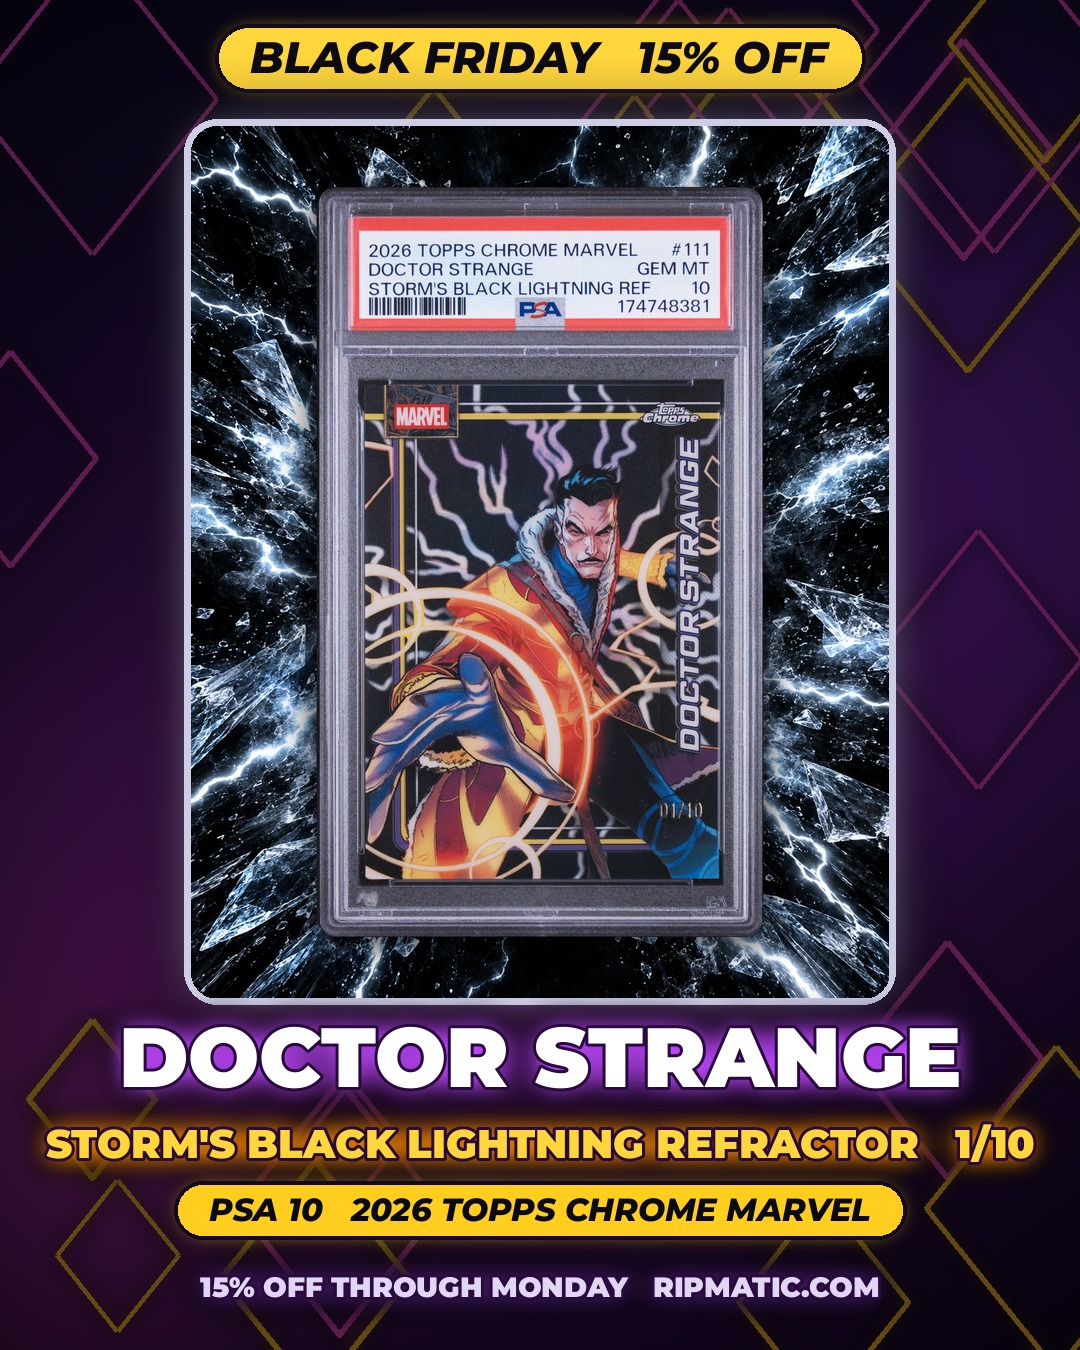 BLACK FRIDAY 15% OFF
2026 TOPPS CHROME MARVEL #111
DOCTOR STRANGE GEM MT
STORM'S BLACK LIGHTNING REF 10
PSA 174748381
MARVEL
Topps Chrome
DOCTOR STRANGE
01/10
DOCTOR STRANGE
STORM'S BLACK LIGHTNING REFRACTOR 1/10
PSA 10 2026 TOPPS CHROME MARVEL
15% OFF THROUGH MONDAY RIPMATIC.COM